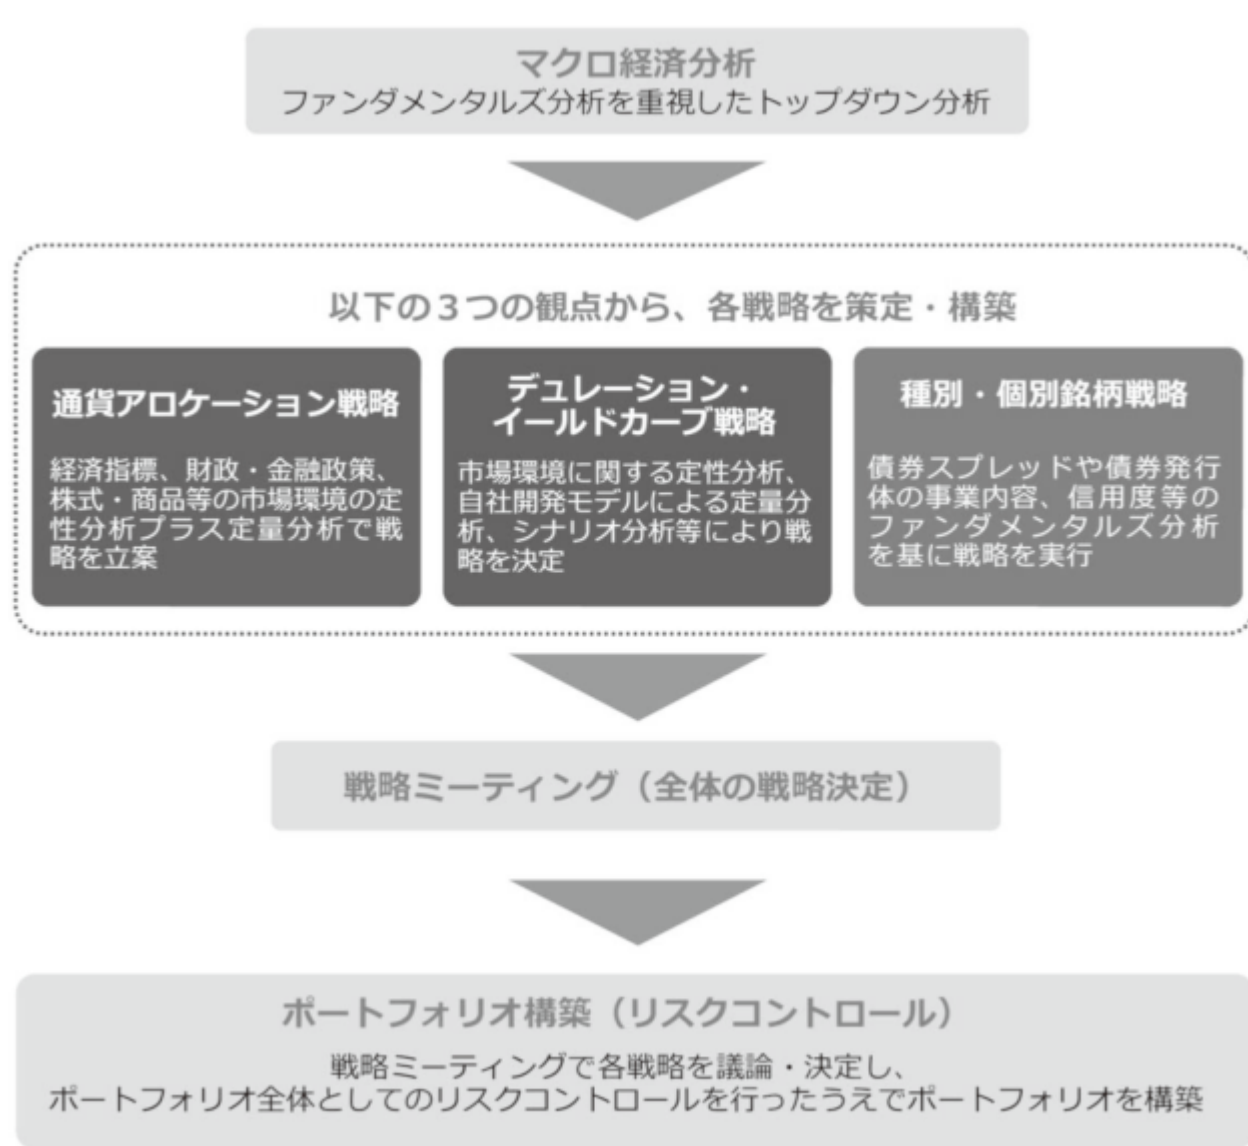 マクロ経済分析
ファンダメンタルズ分析を重視したトップダウン分析
以下の３つの観点から、各戦略を策定・構築
通貨アロケーション戦略
経済指標、財政・金融政策、
株式・商品等の市場環境の定
性分析プラス定量分析で戦
略を立案
デュレーション・
イールドカーブ戦略
市場環境に関する定性分析、
自社開発モデルによる定量分
析、シナリオ分析等により戦
略を決定
種別・個別銘柄戦略
債券スプレッドや債券発行
体の事業内容、信用度等の
ファンダメンタルズ分析
を基に戦略を実行
戦略ミーティング（全体の戦略決定）
ポートフォリオ構築（リスクコントロール）
戦略ミーティングで各戦略を議論・決定し、
ポートフォリオ全体としてのリスクコントロールを行ったうえでポートフォリオを構築